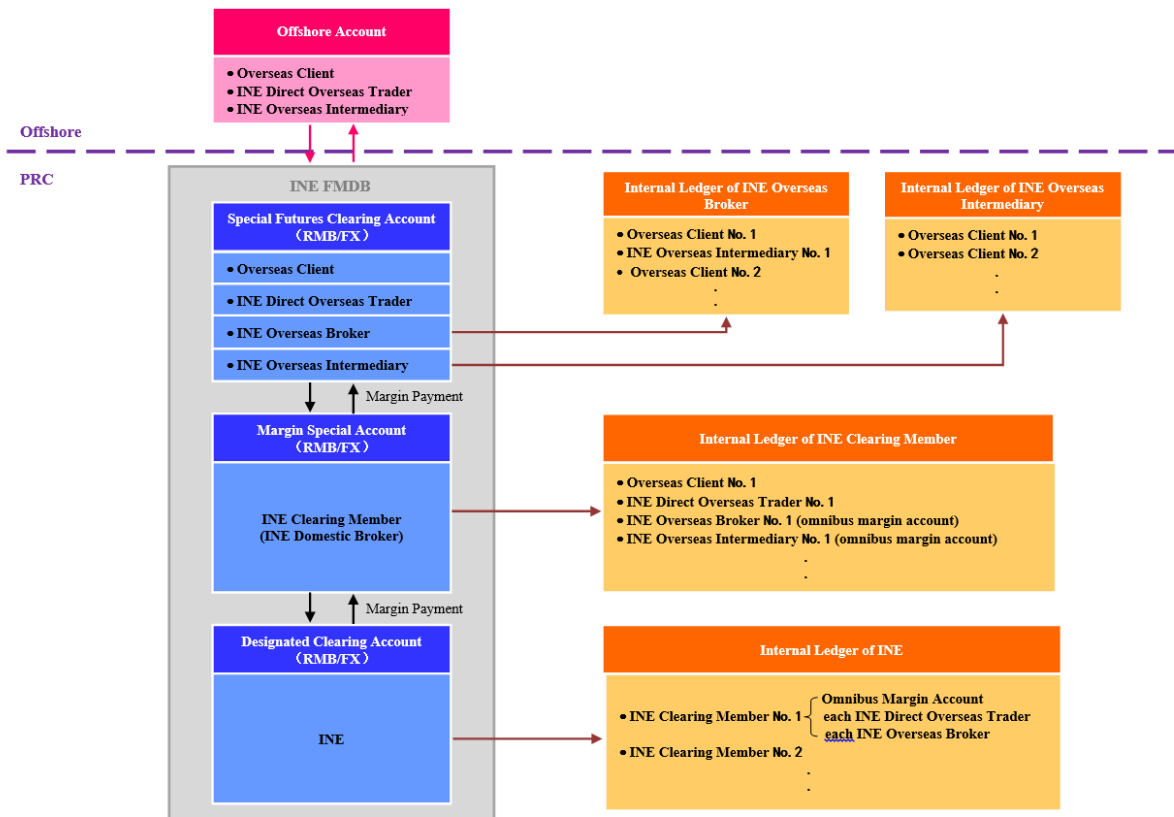 Offshore Account
• Overseas Client
• INE Direct Overseas Trader
• INE Overseas Intermediary
Offshore
PRC
INE FMDB
Special Futures Clearing Account
（RMB/FX）
• Overseas Client
• INE Direct Overseas Trader
• INE Overseas Broker
• INE Overseas Intermediary
Margin Payment
Margin Special Account
（RMB/FX）
INE Clearing Member
(INE Domestic Broker)
Margin Payment
Designated Clearing Account
（RMB/FX）
INE
Internal Ledger of INE Overseas
Broker
• Overseas Client No. 1
• INE Overseas Intermediary No. 1
• Overseas Client No. 2
.
.
Internal Ledger of INE Overseas
Intermediary
• Overseas Client No. 1
• Overseas Client No. 2
.
.
Internal Ledger of INE Clearing Member
• Overseas Client No. 1
• INE Direct Overseas Trader No. 1
• INE Overseas Broker No. 1 (omnibus margin account)
• INE Overseas Intermediary No. 1 (omnibus margin account)
.
.
Internal Ledger of INE
• INE Clearing Member No. 1
Omnibus Margin Account
each INE Direct Overseas Trader
each INE Overseas Broker
• INE Clearing Member No. 2
.
.